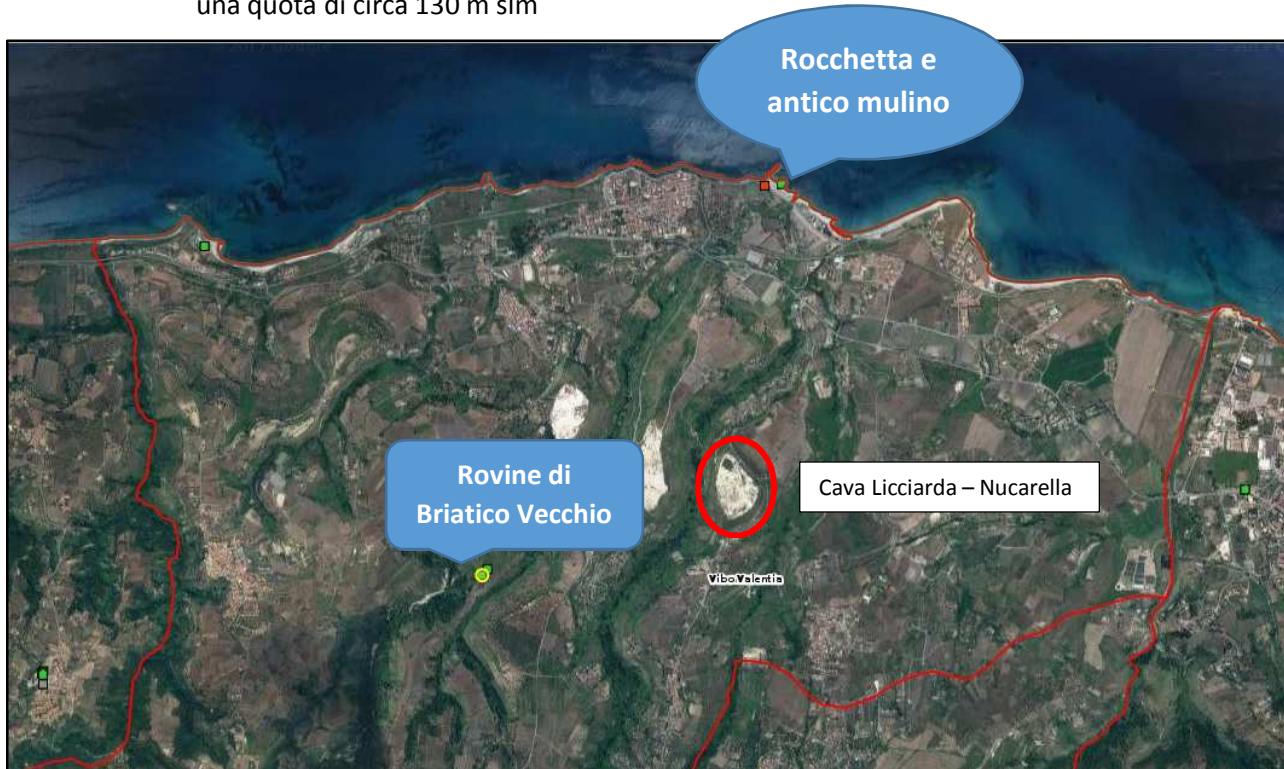 una quota di circa 130 m slm
Rocchetta e
antico mulino
Rovine di
Briatico Vecchio
Cava Licciarda – Nucarella
Vibo Valentia